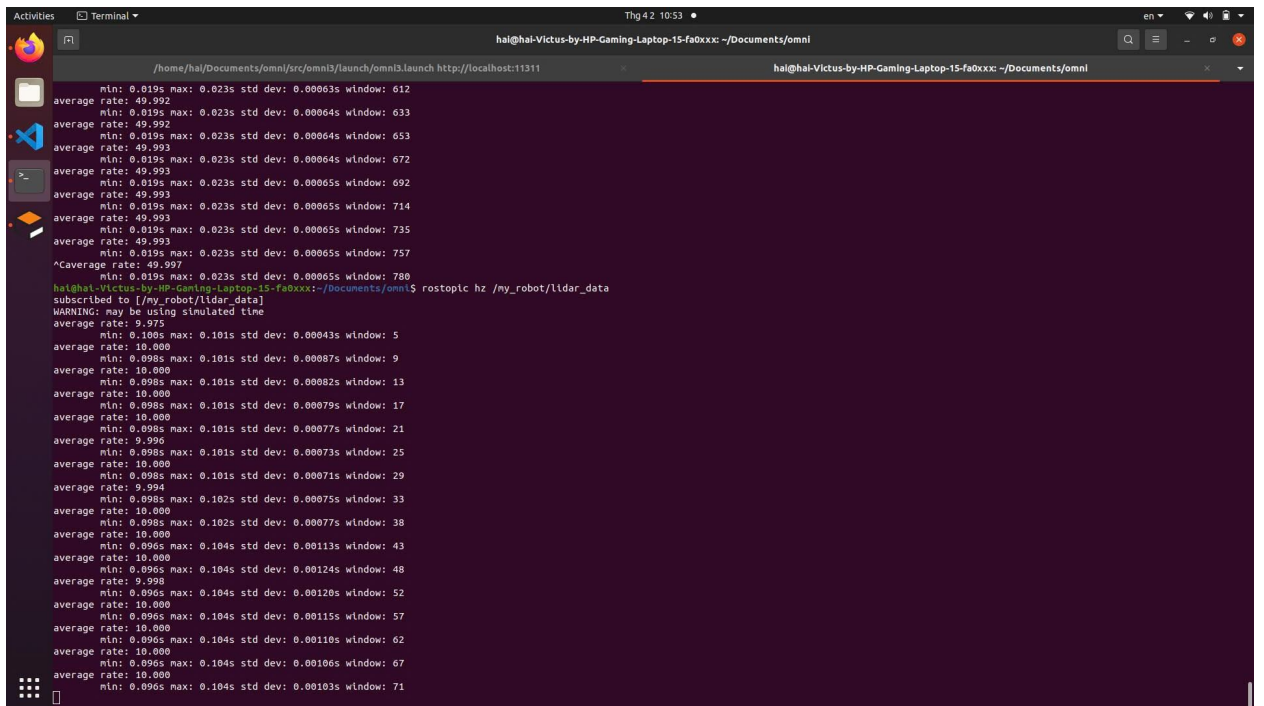 Activities
Terminal
Thg 4 2 10:53
en
hai@hai-Victus-by-HP-Gaming-Laptop-15-fa0xxx: ~/Documents/omni
/home/hai/Documents/omni/src/omni3/launch/omni3.launch http://localhost:11311
hai@hai-Victus-by-HP-Gaming-Laptop-15-fa0xxx: ~/Documents/omni
min: 0.019s max: 0.023s std dev: 0.00063s window: 612
average rate: 49.992
min: 0.019s max: 0.023s std dev: 0.00064s window: 633
average rate: 49.992
min: 0.019s max: 0.023s std dev: 0.00064s window: 653
average rate: 49.993
min: 0.019s max: 0.023s std dev: 0.00064s window: 672
average rate: 49.993
min: 0.019s max: 0.023s std dev: 0.00065s window: 692
average rate: 49.993
min: 0.019s max: 0.023s std dev: 0.00065s window: 714
average rate: 49.993
min: 0.019s max: 0.023s std dev: 0.00065s window: 735
average rate: 49.993
min: 0.019s max: 0.023s std dev: 0.00065s window: 757
^Caverage rate: 49.997
min: 0.019s max: 0.023s std dev: 0.00065s window: 780
hai@hai-Victus-by-HP-Gaming-Laptop-15-fa0xxx:~/Documents/omni$ rostopic hz /my_robot/lidar_data
subscribed to [/my_robot/lidar_data]
WARNING: may be using simulated time
average rate: 9.975
min: 0.100s max: 0.101s std dev: 0.00043s window: 5
average rate: 10.000
min: 0.098s max: 0.101s std dev: 0.00087s window: 9
average rate: 10.000
min: 0.098s max: 0.101s std dev: 0.00082s window: 13
average rate: 10.000
min: 0.098s max: 0.101s std dev: 0.00079s window: 17
average rate: 10.000
min: 0.098s max: 0.101s std dev: 0.00077s window: 21
average rate: 9.996
min: 0.098s max: 0.101s std dev: 0.00073s window: 25
average rate: 10.000
min: 0.098s max: 0.101s std dev: 0.00071s window: 29
average rate: 9.994
min: 0.098s max: 0.102s std dev: 0.00075s window: 33
average rate: 10.000
min: 0.098s max: 0.102s std dev: 0.00077s window: 38
average rate: 10.000
min: 0.096s max: 0.104s std dev: 0.00113s window: 43
average rate: 10.000
min: 0.096s max: 0.104s std dev: 0.00124s window: 48
average rate: 9.998
min: 0.096s max: 0.104s std dev: 0.00120s window: 52
average rate: 10.000
min: 0.096s max: 0.104s std dev: 0.00115s window: 57
average rate: 10.000
min: 0.096s max: 0.104s std dev: 0.00110s window: 62
average rate: 10.000
min: 0.096s max: 0.104s std dev: 0.00106s window: 67
average rate: 10.000
min: 0.096s max: 0.104s std dev: 0.00103s window: 71